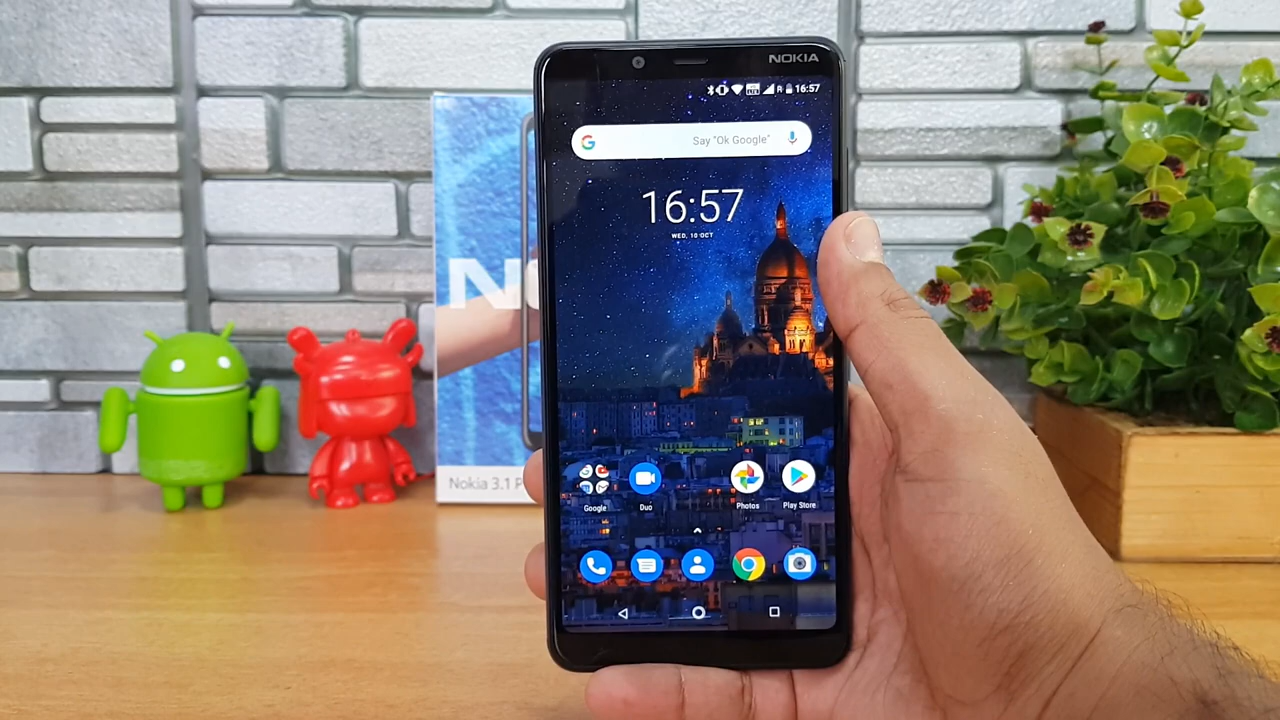 NOKIA
16:57
Say "Ok Google"
16:57
WED, 10 OCT
Google
Duo
Photos
Play Store
N
Nokia 3.1 P